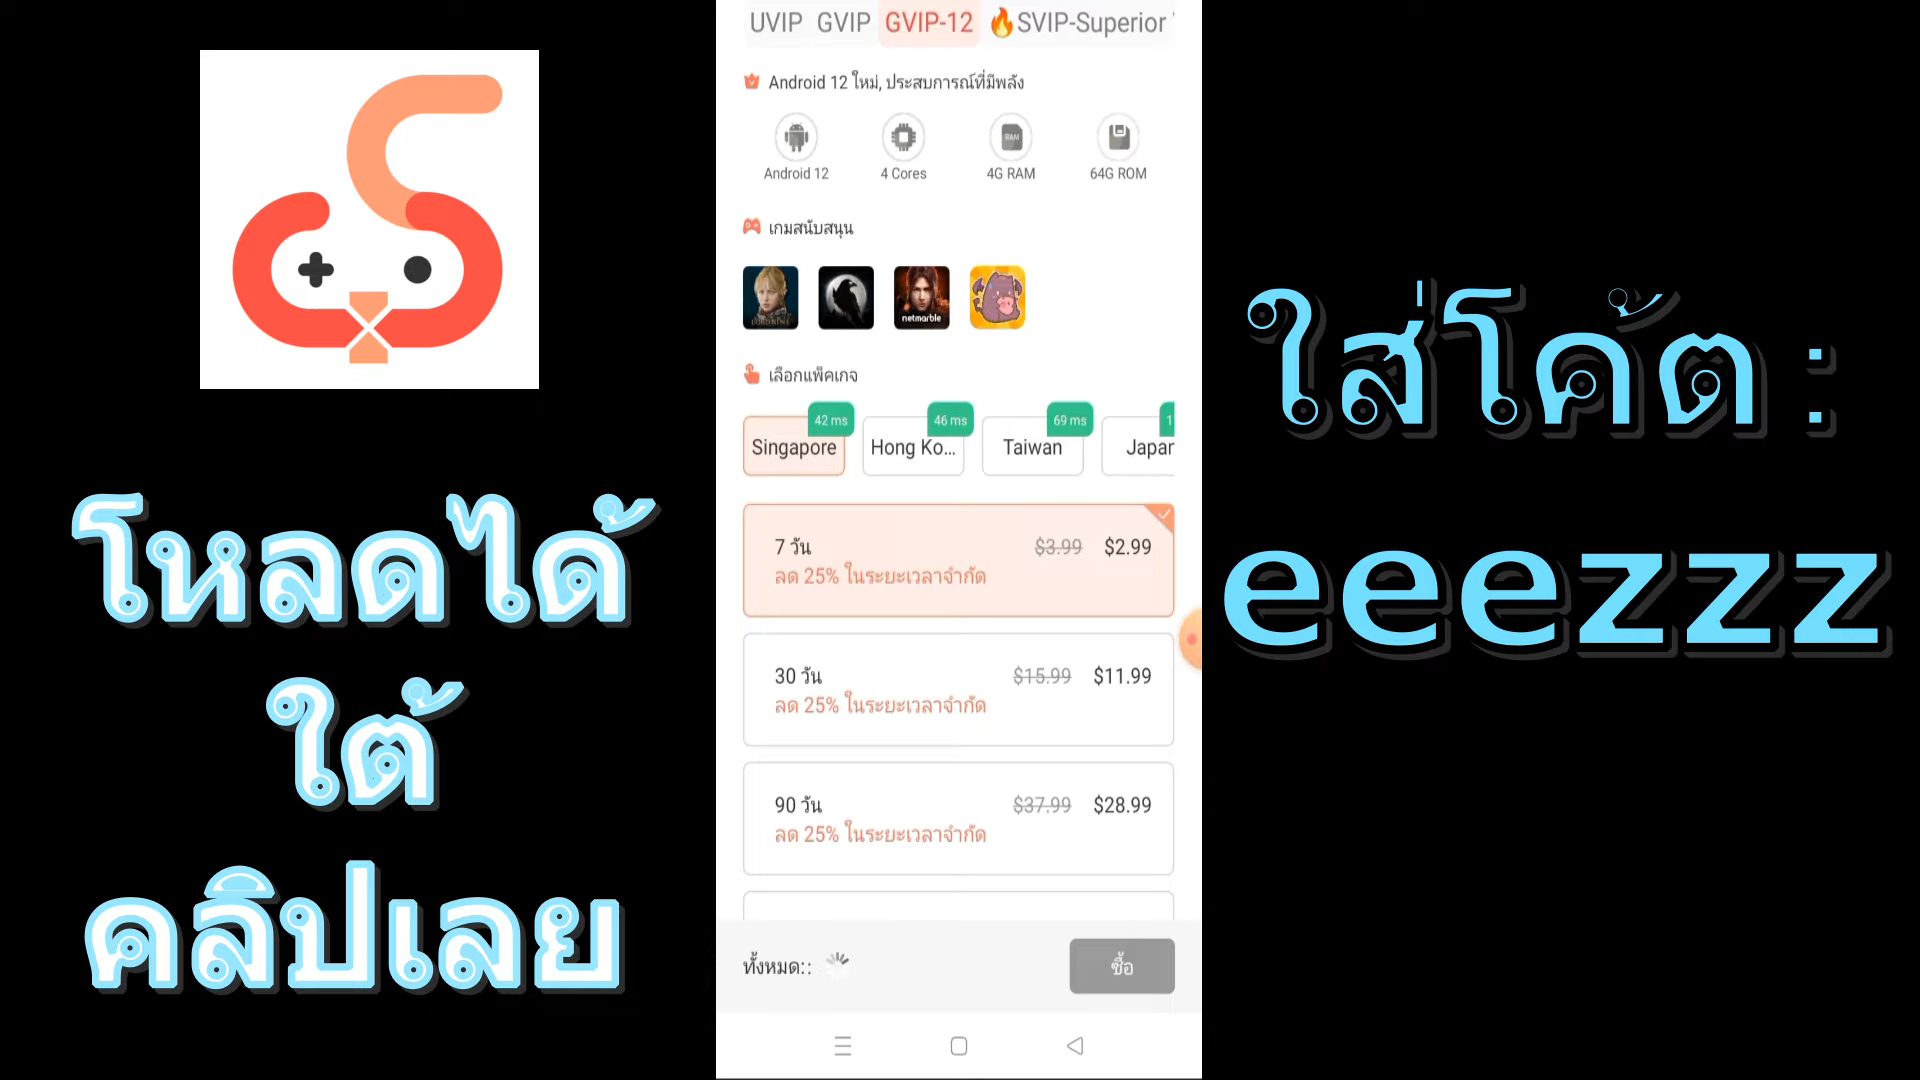 UVIP GVIP GVIP-12 🔥SVIP-Superior
Android 12 ใหม่, ประสบการณ์ที่มีพลัง
RAM
Android 12 4 Cores 4G RAM 64G ROM
เกมสนับสนุน
netmarble
เลือกแพ็คเกจ
42 ms 46 ms 69 ms 1
Singapore Hong Ko... Taiwan Japan
7 วัน $3.99 $2.99
ลด 25% ในระยะเวลาจำกัด
30 วัน $15.99 $11.99
ลด 25% ในระยะเวลาจำกัด
90 วัน $37.99 $28.99
ลด 25% ในระยะเวลาจำกัด
ทั้งหมด:: ซื้อ
โหลดได้
ใต้
คลิปเลย
ใส่โค้ต :
eeezzz